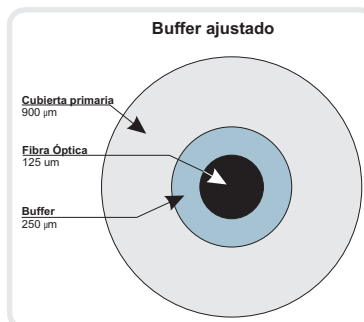 Buffer ajustado
Cubierta primaria
900 µm
Fibra Óptica
125 um
Buffer
250 µm